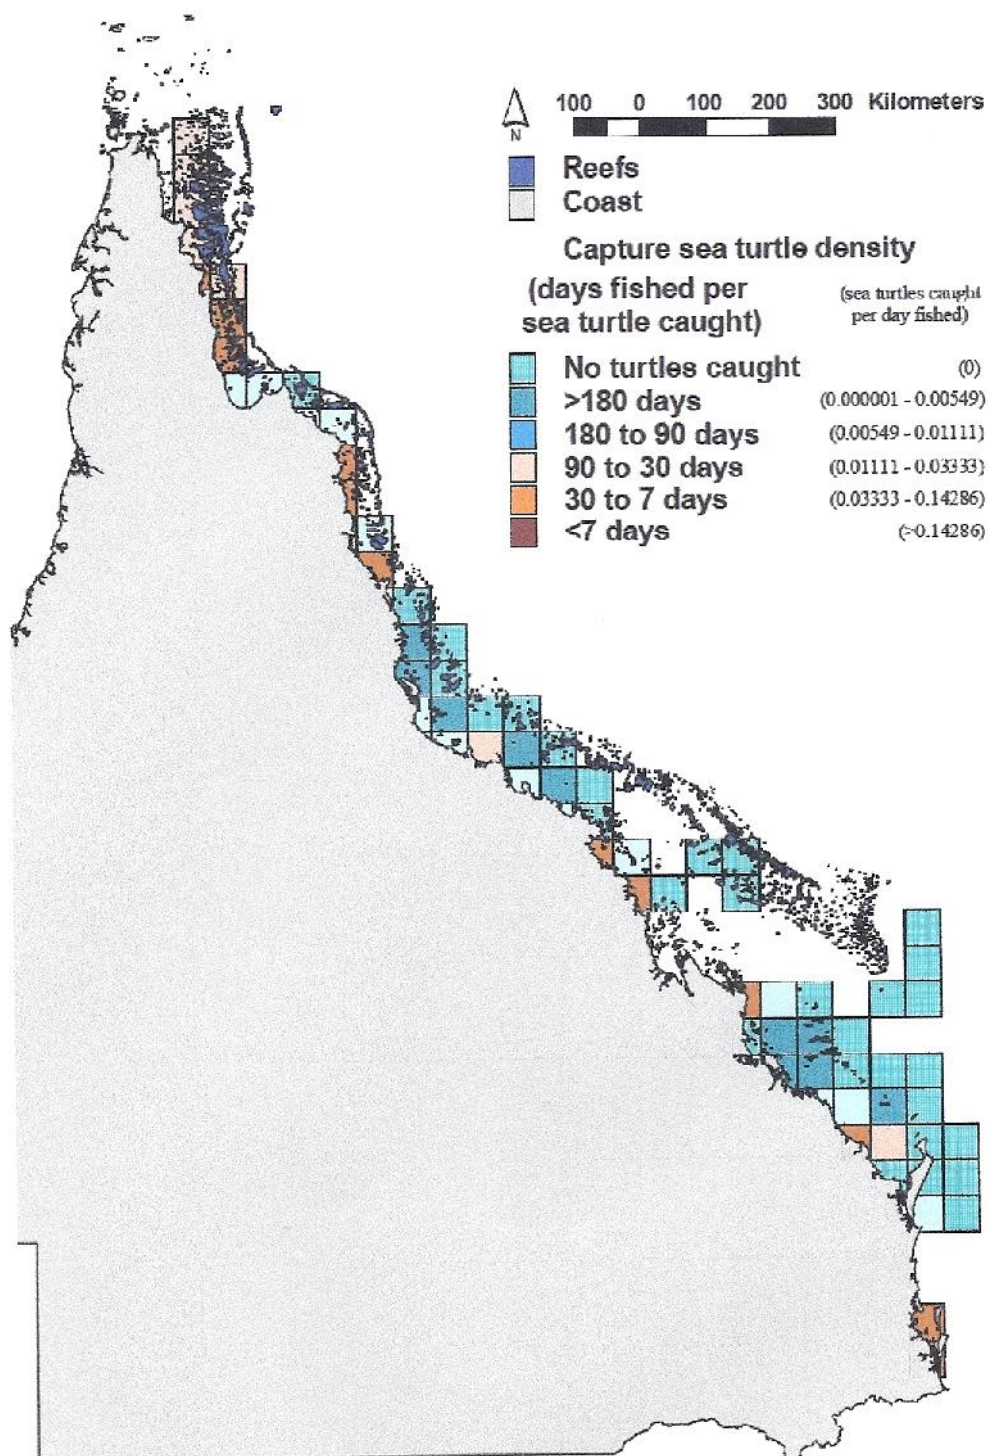 100 0 100 200 300 Kilometers
N
Reefs
Coast
Capture sea turtle density
(days fished per
sea turtle caught)
(sea turtles caught
per day fished)
No turtles caught (0)
>180 days (0.000001 - 0.00549)
180 to 90 days (0.00549 - 0.01111)
90 to 30 days (0.01111 - 0.03333)
30 to 7 days (0.03333 - 0.14286)
<7 days (>0.14286)